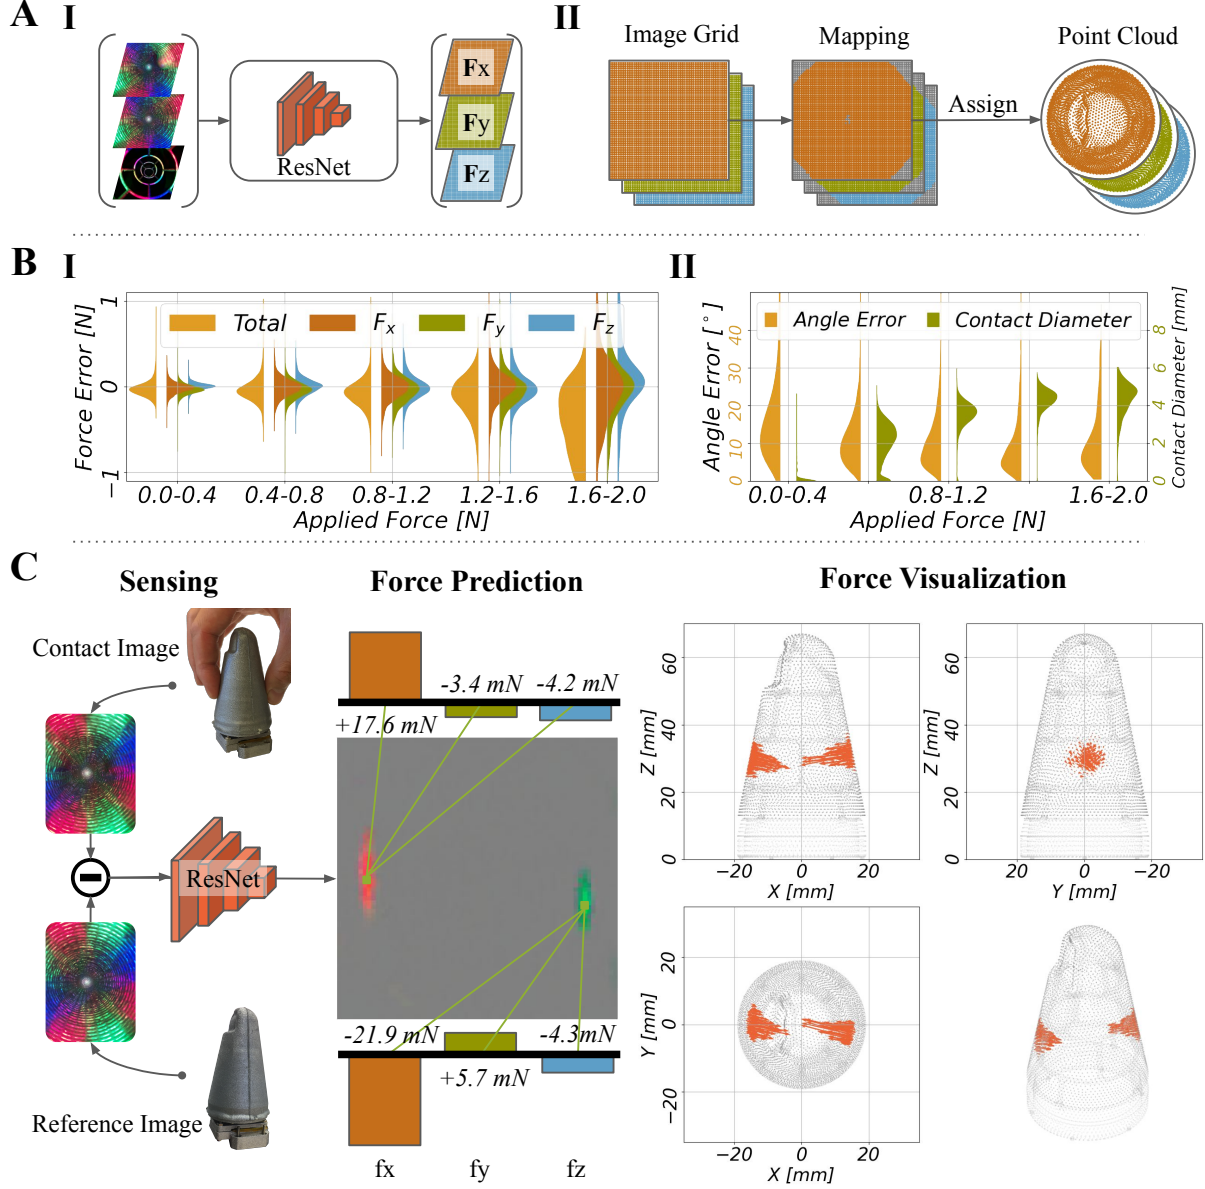 A I II
Image Grid Mapping Point Cloud
Fx
Fy
Fz
ResNet
Assign
B I II
Force Error [N]
1
0
−1
Total Fx Fy Fz
0.0-0.4 0.4-0.8 0.8-1.2 1.2-1.6 1.6-2.0
Applied Force [N]
Angle Error [°]
40
30
20
10
0
Angle Error Contact Diameter
8
6
4
2
0
Contact Diameter [mm]
0.0-0.4 0.8-1.2 1.6-2.0
Applied Force [N]
C
Sensing Force Prediction Force Visualization
Contact Image
ResNet
Reference Image
-3.4 mN -4.2 mN
+17.6 mN
-21.9 mN -4.3mN
+5.7 mN
fx fy fz
Z [mm]
60
40
20
0
−20 0 20
X [mm]
Z [mm]
60
40
20
0
20 0 −20
Y [mm]
Y [mm]
20
0
−20
−20 0 20
X [mm]